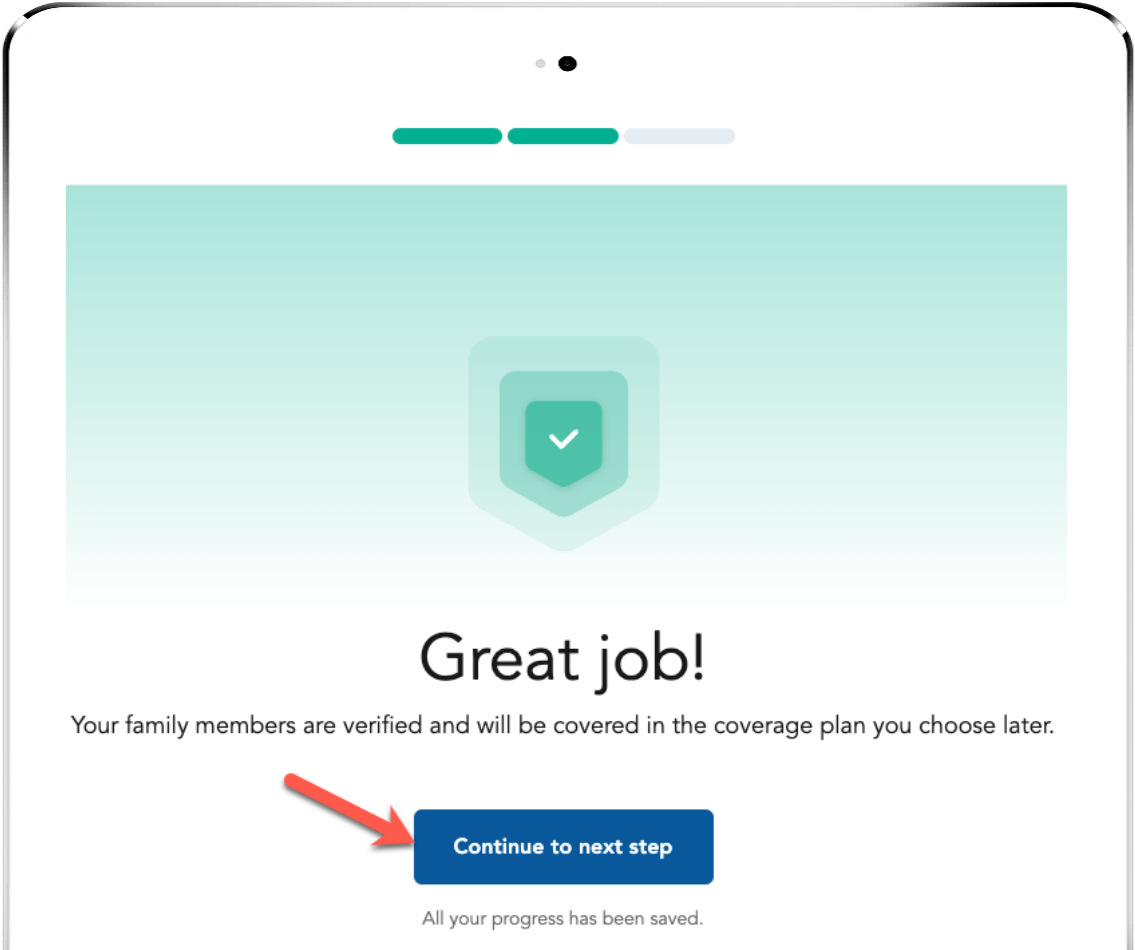 Great job!
Your family members are verified and will be covered in the coverage plan you choose later.
Continue to next step
All your progress has been saved.